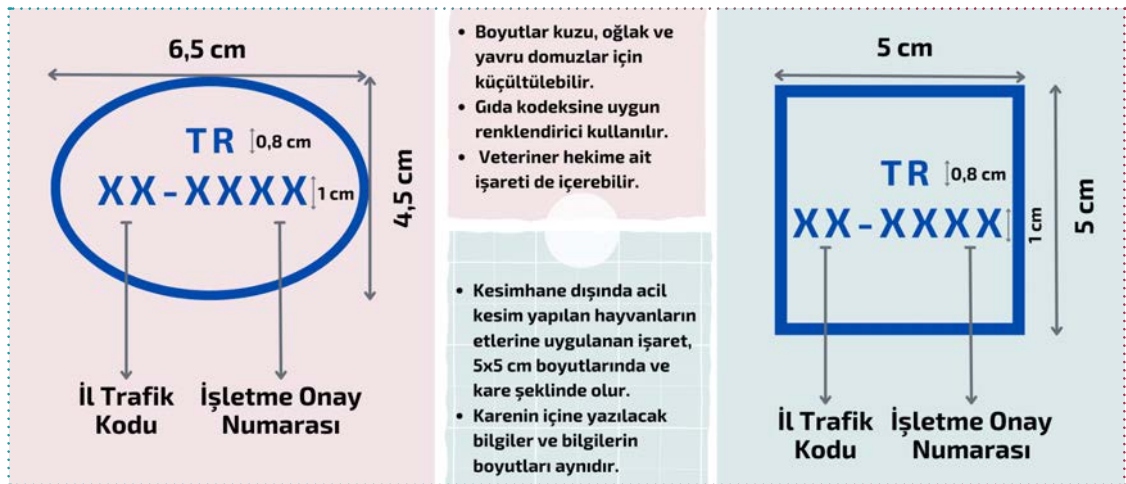 6,5 cm
4,5 cm
TR
0,8 cm
XX-XXXX
1 cm
İl Trafik
Kodu
İşletme Onay
Numarası
• Boyutlar kuzu, oğlak ve
yavru domuzlar için
küçültülebilir.
• Gıda kodeksine uygun
renklendirici kullanılır.
• Veteriner hekime ait
işareti de içerebilir.
• Kesimhane dışında acil
kesim yapılan hayvanların
etlerine uygulanan işaret,
5x5 cm boyutlarında ve
kare şeklinde olur.
• Karenin içine yazılacak
bilgiler ve bilgilerin
boyutları aynıdır.
5 cm
5 cm
TR
0,8 cm
XX-XXXX
1 cm
İl Trafik
Kodu
İşletme Onay
Numarası